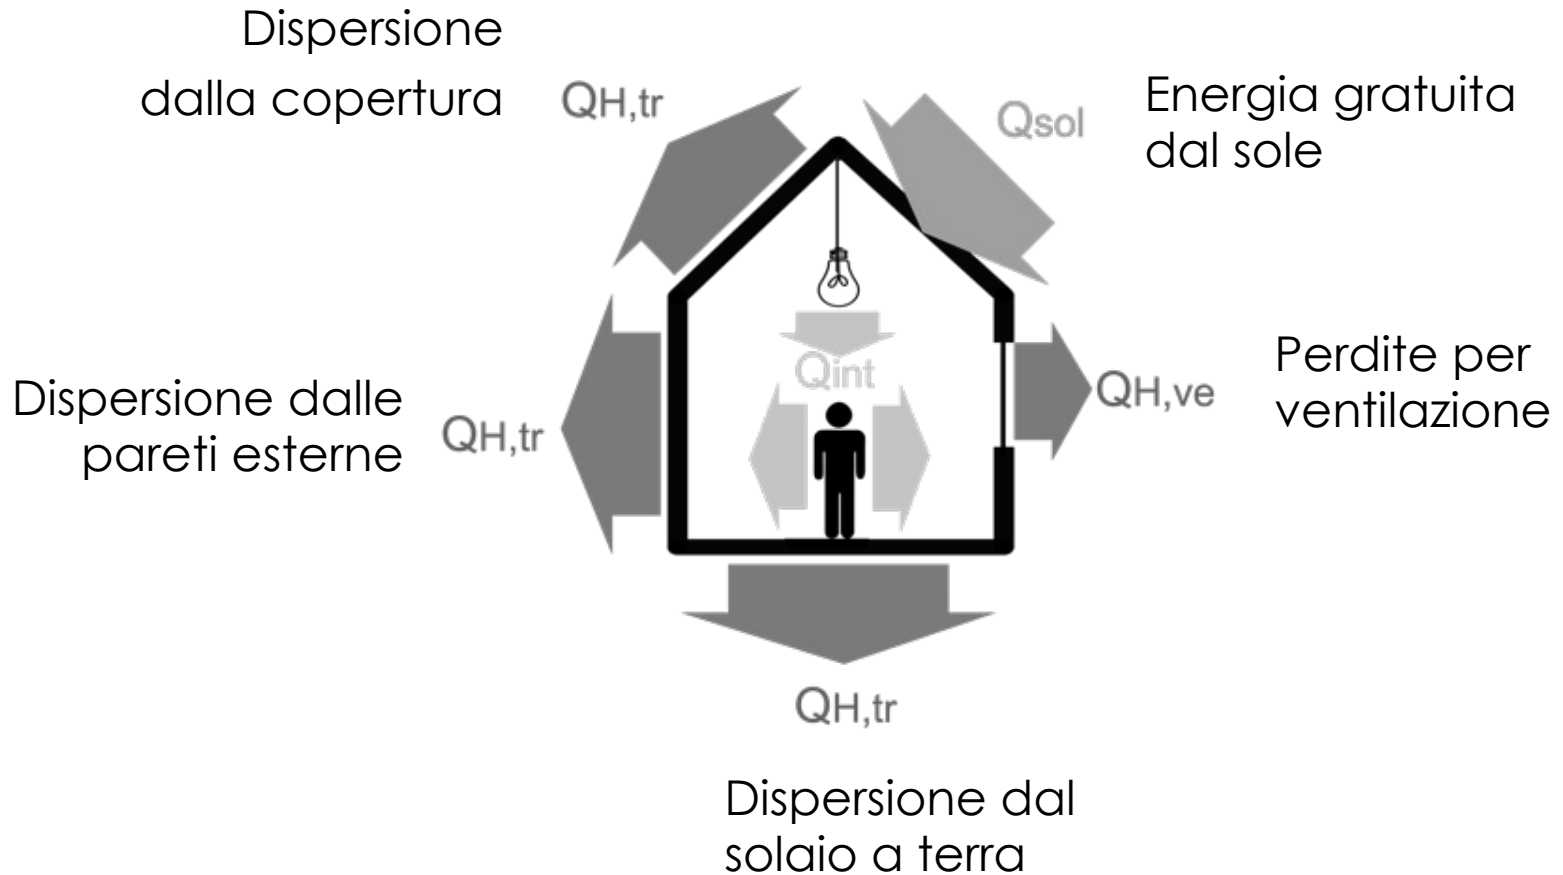 Dispersione
dalla copertura
QH,tr
Qsol
Energia gratuita
dal sole
Dispersione dalle
pareti esterne
QH,tr
Qint
QH,ve
Perdite per
ventilazione
QH,tr
Dispersione dal
solaio a terra